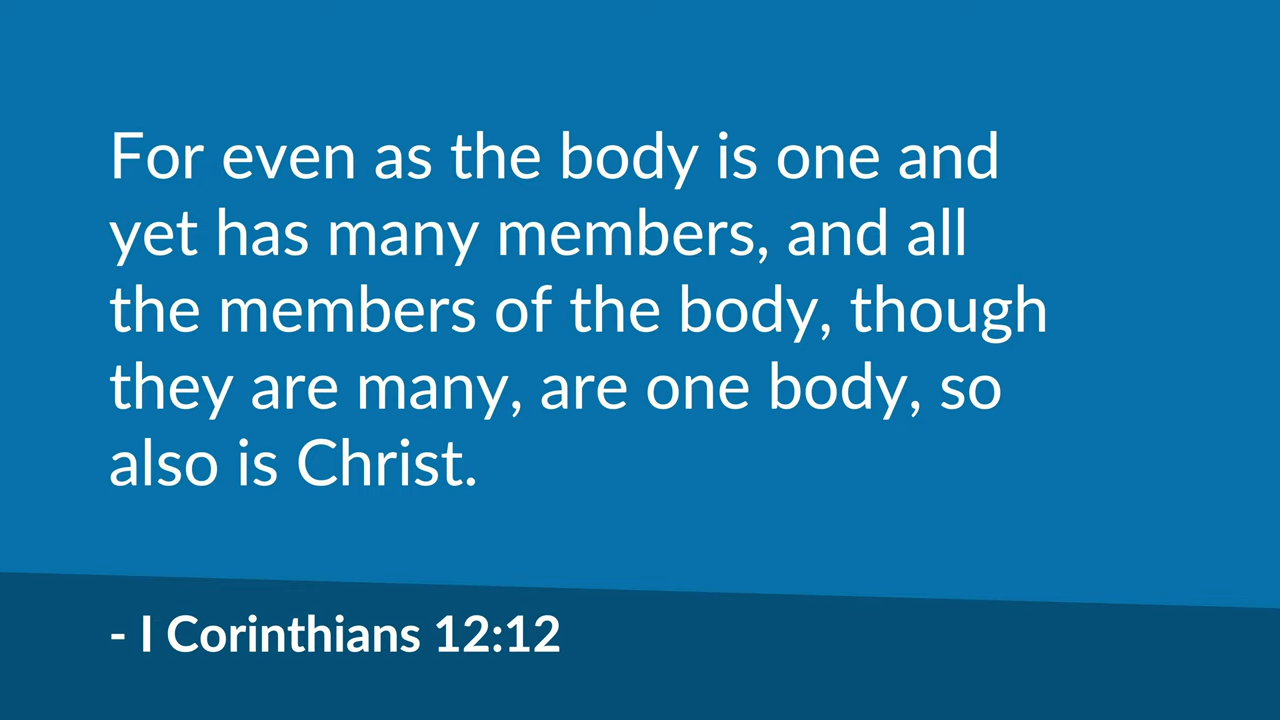 For even as the body is one and
yet has many members, and all
the members of the body, though
they are many, are one body, so
also is Christ.
- I Corinthians 12:12